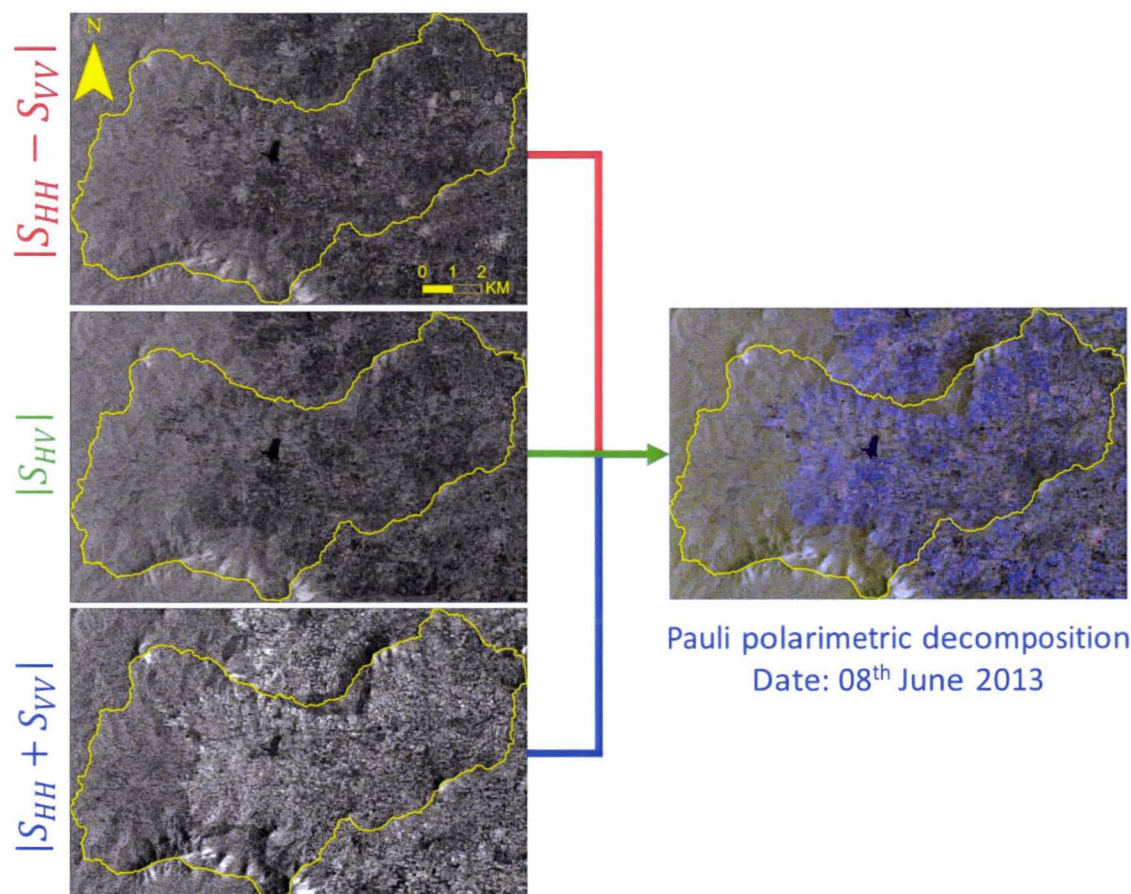 |S_HH − S_VV|
N
0 1 2
KM
|S_HV|
|S_HH + S_VV|
Pauli polarimetric decomposition
Date: 08th June 2013